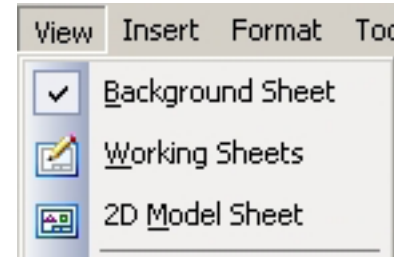 View Insert Format
Background Sheet
Working Sheets
2D Model Sheet